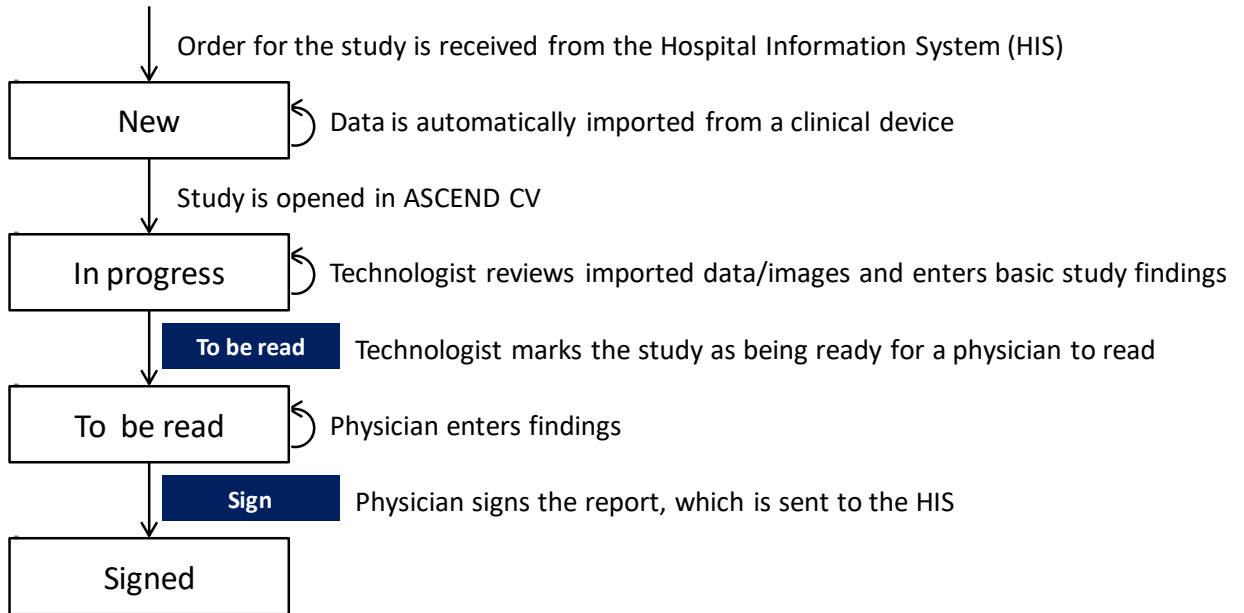 Order for the study is received from the Hospital Information System (HIS)
New
Data is automatically imported from a clinical device
Study is opened in ASCEND CV
In progress
Technologist reviews imported data/images and enters basic study findings
To be read
Technologist marks the study as being ready for a physician to read
To be read
Physician enters findings
Sign
Physician signs the report, which is sent to the HIS
Signed